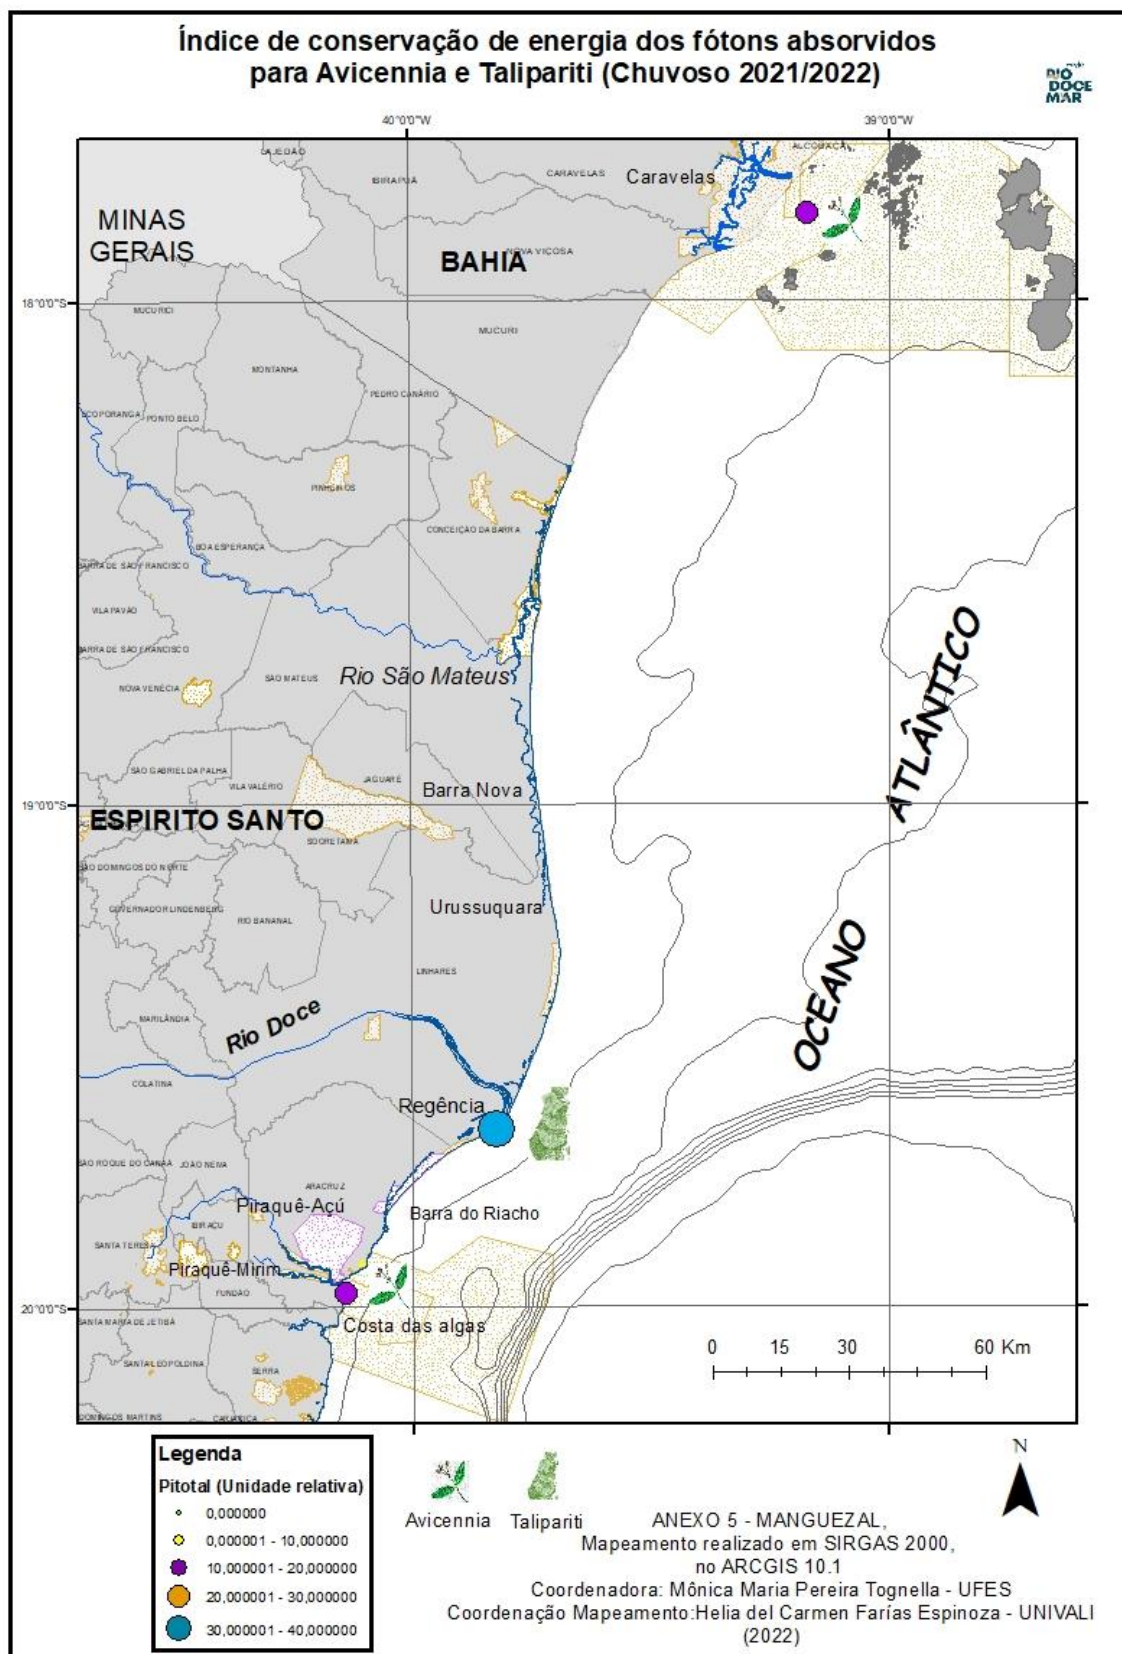 Índice de conservação de energia dos fótons absorvidos
para Avicennia e Talipariti (Chuvoso 2021/2022)
RIO
DOCE
MAR
40°0'0"W
39°0'0"W
LAJEDÃO
ALCOBAÇA
IBIRAPUÃ
CARAVELAS
Caravelas
MINAS
GERAIS
NOVA VIÇOSA
BAHIA
18°0'0"S
MUCURICI
MUCURI
MONTANHA
PEDRO CANÁRIO
ECOPORANGA
PONTO BELO
PINHEIROS
CONCEIÇÃO DA BARRA
BOA ESPERANÇA
BARRA DE SÃO FRANCISCO
VILA PAVÃO
BARRA DE SÃO FRANCISCO
Rio São Mateus
SÃO MATEUS
NOVA VENÉCIA
OCEANO ATLÂNTICO
SÃO GABRIEL DA PALHA
JAGUARÉ
VILA VALÉRIO
Barra Nova
19°0'0"S
ESPIRITO SANTO
SOORETAMA
SÃO DOMINGOS DO NORTE
GOVERNADOR LINDENBERG
Urussuquara
RIO BANANAL
LINHARES
MARILÂNDIA
Rio Doce
COLATINA
Regência
SÃO ROQUE DO CANAÃ
JOÃO NEIVA
ARACRUZ
Piraquê-Açú
Barra do Riacho
IBIRAÇU
SANTA TERESA
Piraquê-Mirim
FUNDÃO
20°0'0"S
SANTA MARIA DE JETIBÁ
Costa das algas
0 15 30 60 Km
SANTA LEOPOLDINA
SERRA
DOMINGOS MARTINS
CARIACICA
Legenda
Pitotal (Unidade relativa)
0,000000
0,000001 - 10,000000
10,000001 - 20,000000
20,000001 - 30,000000
30,000001 - 40,000000
Avicennia
Talipariti
N
ANEXO 5 - MANGUEZAL,
Mapeamento realizado em SIRGAS 2000,
no ARCGIS 10.1
Coordenadora: Mônica Maria Pereira Tognella - UFES
Coordenação Mapeamento:Helia del Carmen Farías Espinoza - UNIVALI
(2022)